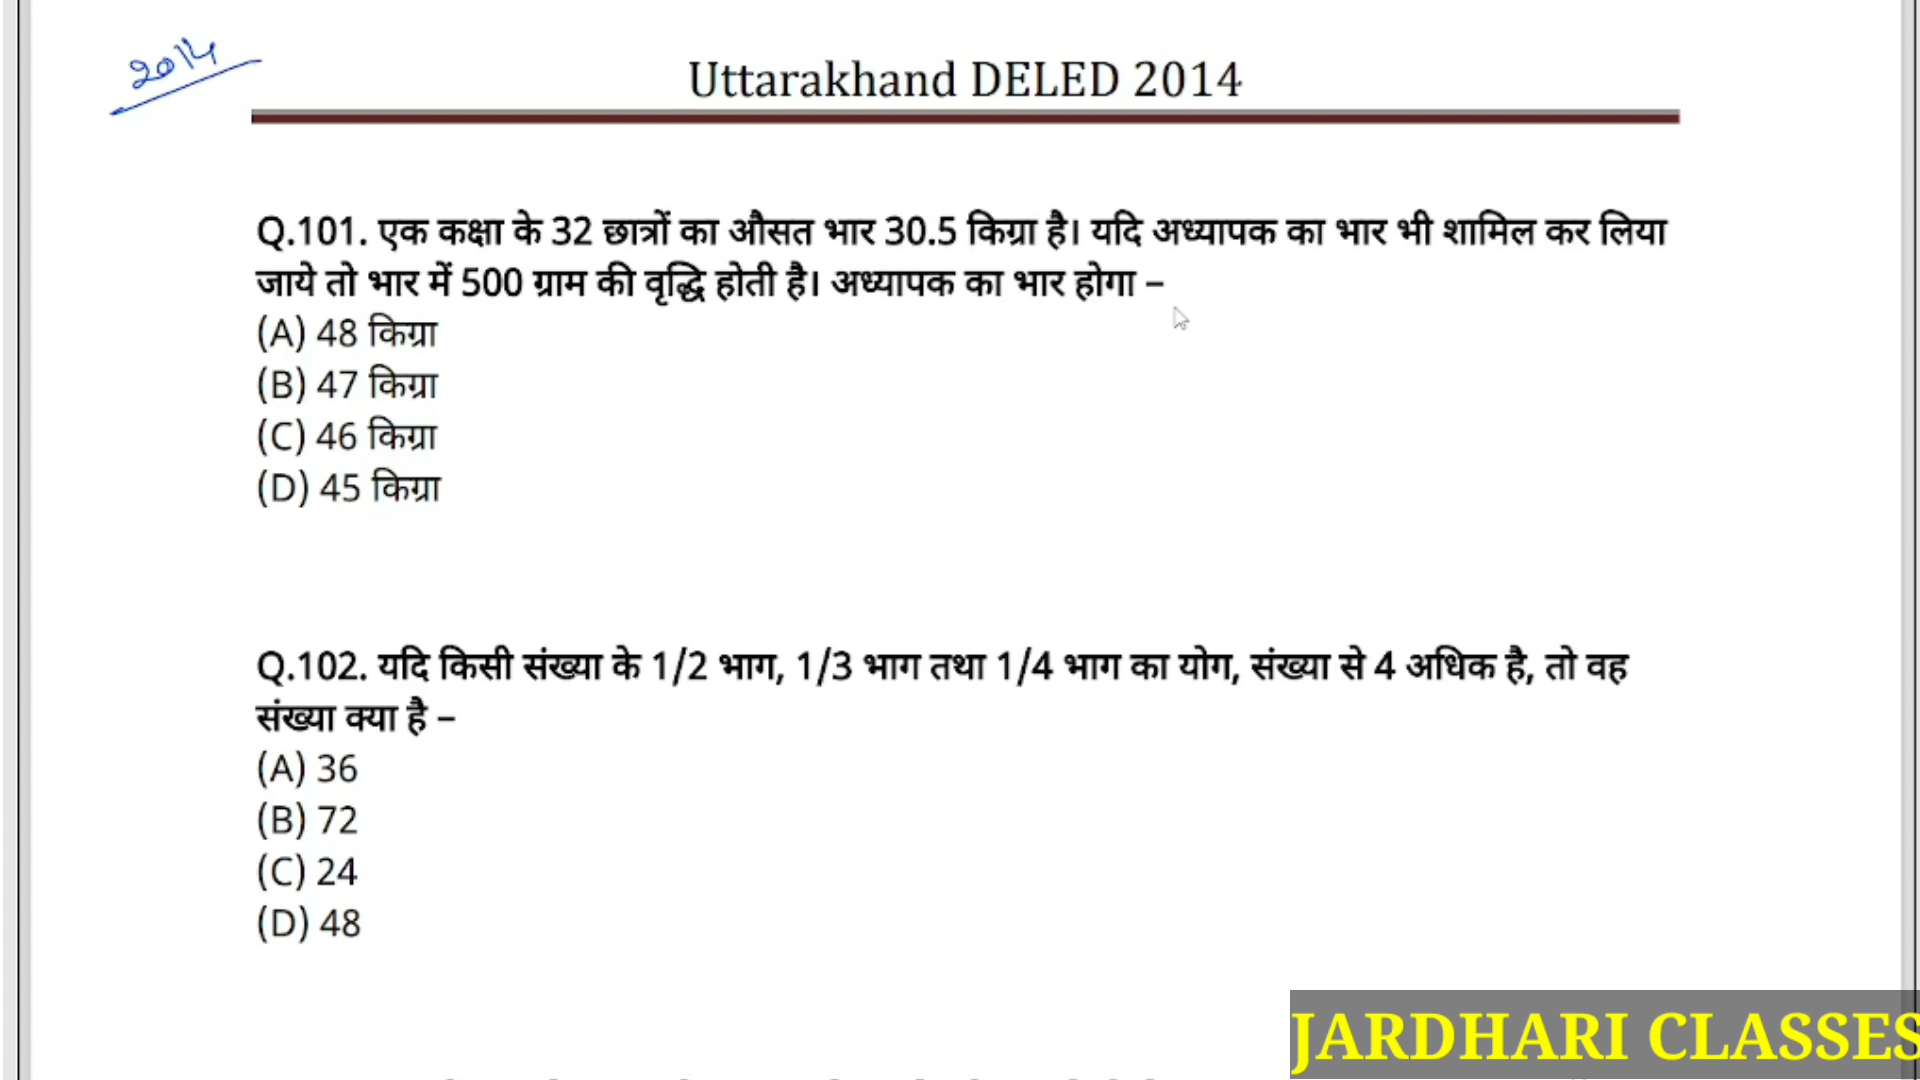 2014
Uttarakhand DELED 2014
Q.101. एक कक्षा के 32 छात्रों का औसत भार 30.5 किग्रा है। यदि अध्यापक का भार भी शामिल कर लिया
जाये तो भार में 500 ग्राम की वृद्धि होती है। अध्यापक का भार होगा –
(A) 48 किग्रा
(B) 47 किग्रा
(C) 46 किग्रा
(D) 45 किग्रा
Q.102. यदि किसी संख्या के 1/2 भाग, 1/3 भाग तथा 1/4 भाग का योग, संख्या से 4 अधिक है, तो वह
संख्या क्या है –
(A) 36
(B) 72
(C) 24
(D) 48
JARDHARI CLASSES